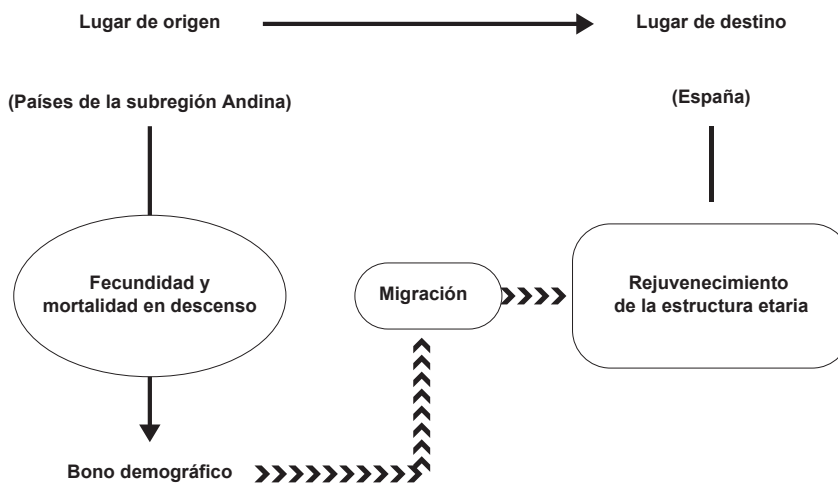 Lugar de origen
Lugar de destino
(Países de la subregión Andina)
(España)
Fecundidad y
mortalidad en descenso
Migración
Rejuvenecimiento
de la estructura etaria
Bono demográfico